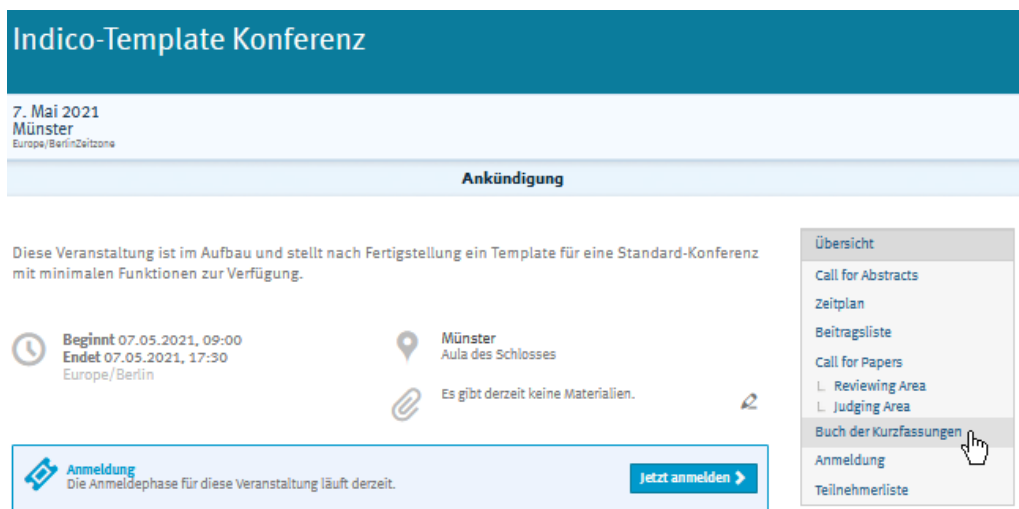 Indico-Template Konferenz
7. Mai 2021
Münster
Europe/BerlinZeitzone
Ankündigung
Diese Veranstaltung ist im Aufbau und stellt nach Fertigstellung ein Template für eine Standard-Konferenz
mit minimalen Funktionen zur Verfügung.
Beginnt 07.05.2021, 09:00
Endet 07.05.2021, 17:30
Europe/Berlin
Münster
Aula des Schlosses
Es gibt derzeit keine Materialien.
Anmeldung
Die Anmeldephase für diese Veranstaltung läuft derzeit.
Jetzt anmelden
Übersicht
Call for Abstracts
Zeitplan
Beitragsliste
Call for Papers
Reviewing Area
Judging Area
Buch der Kurzfassungen
Anmeldung
Teilnehmerliste